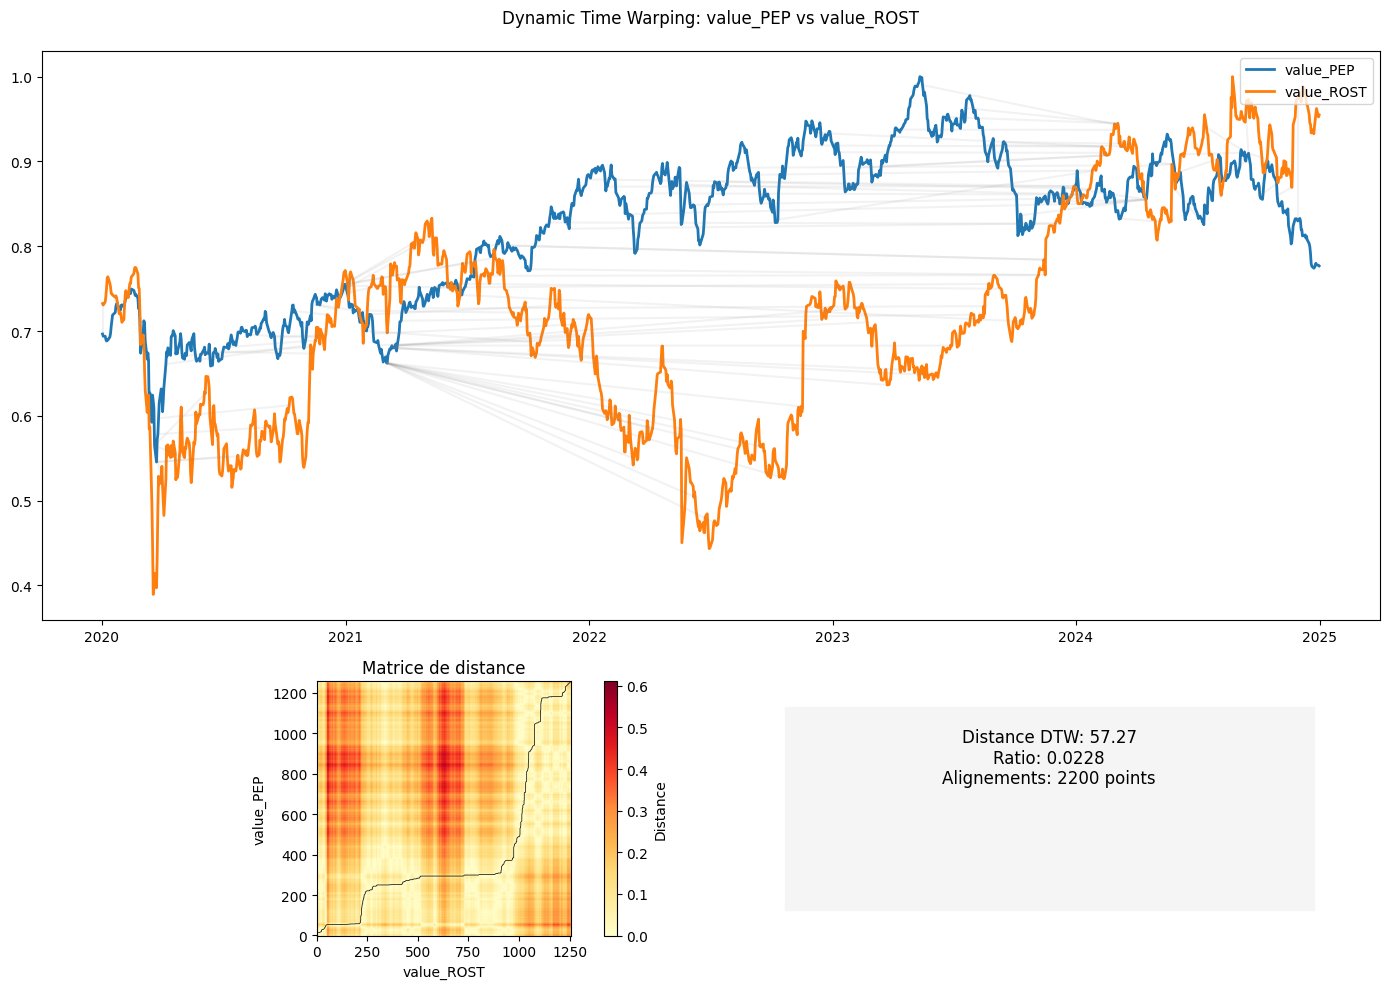 Dynamic Time Warping: value_PEP vs value_ROST
value_PEP
value_ROST
1.0
0.9
0.8
0.7
0.6
0.5
0.4
2020 2021 2022 2023 2024 2025
Matrice de distance
1200
1000
800
600
400
200
0
value_PEP
0 250 500 750 1000 1250
value_ROST
0.6
0.5
0.4
0.3
0.2
0.1
0.0
Distance
Distance DTW: 57.27
Ratio: 0.0228
Alignements: 2200 points